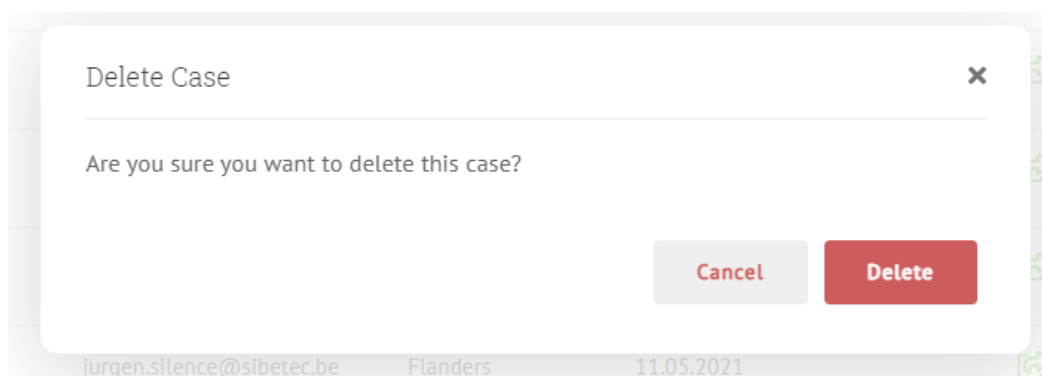 Delete Case
Are you sure you want to delete this case?
Cancel Delete
jurgen.silence@sibetec.be Flanders 11.05.2021